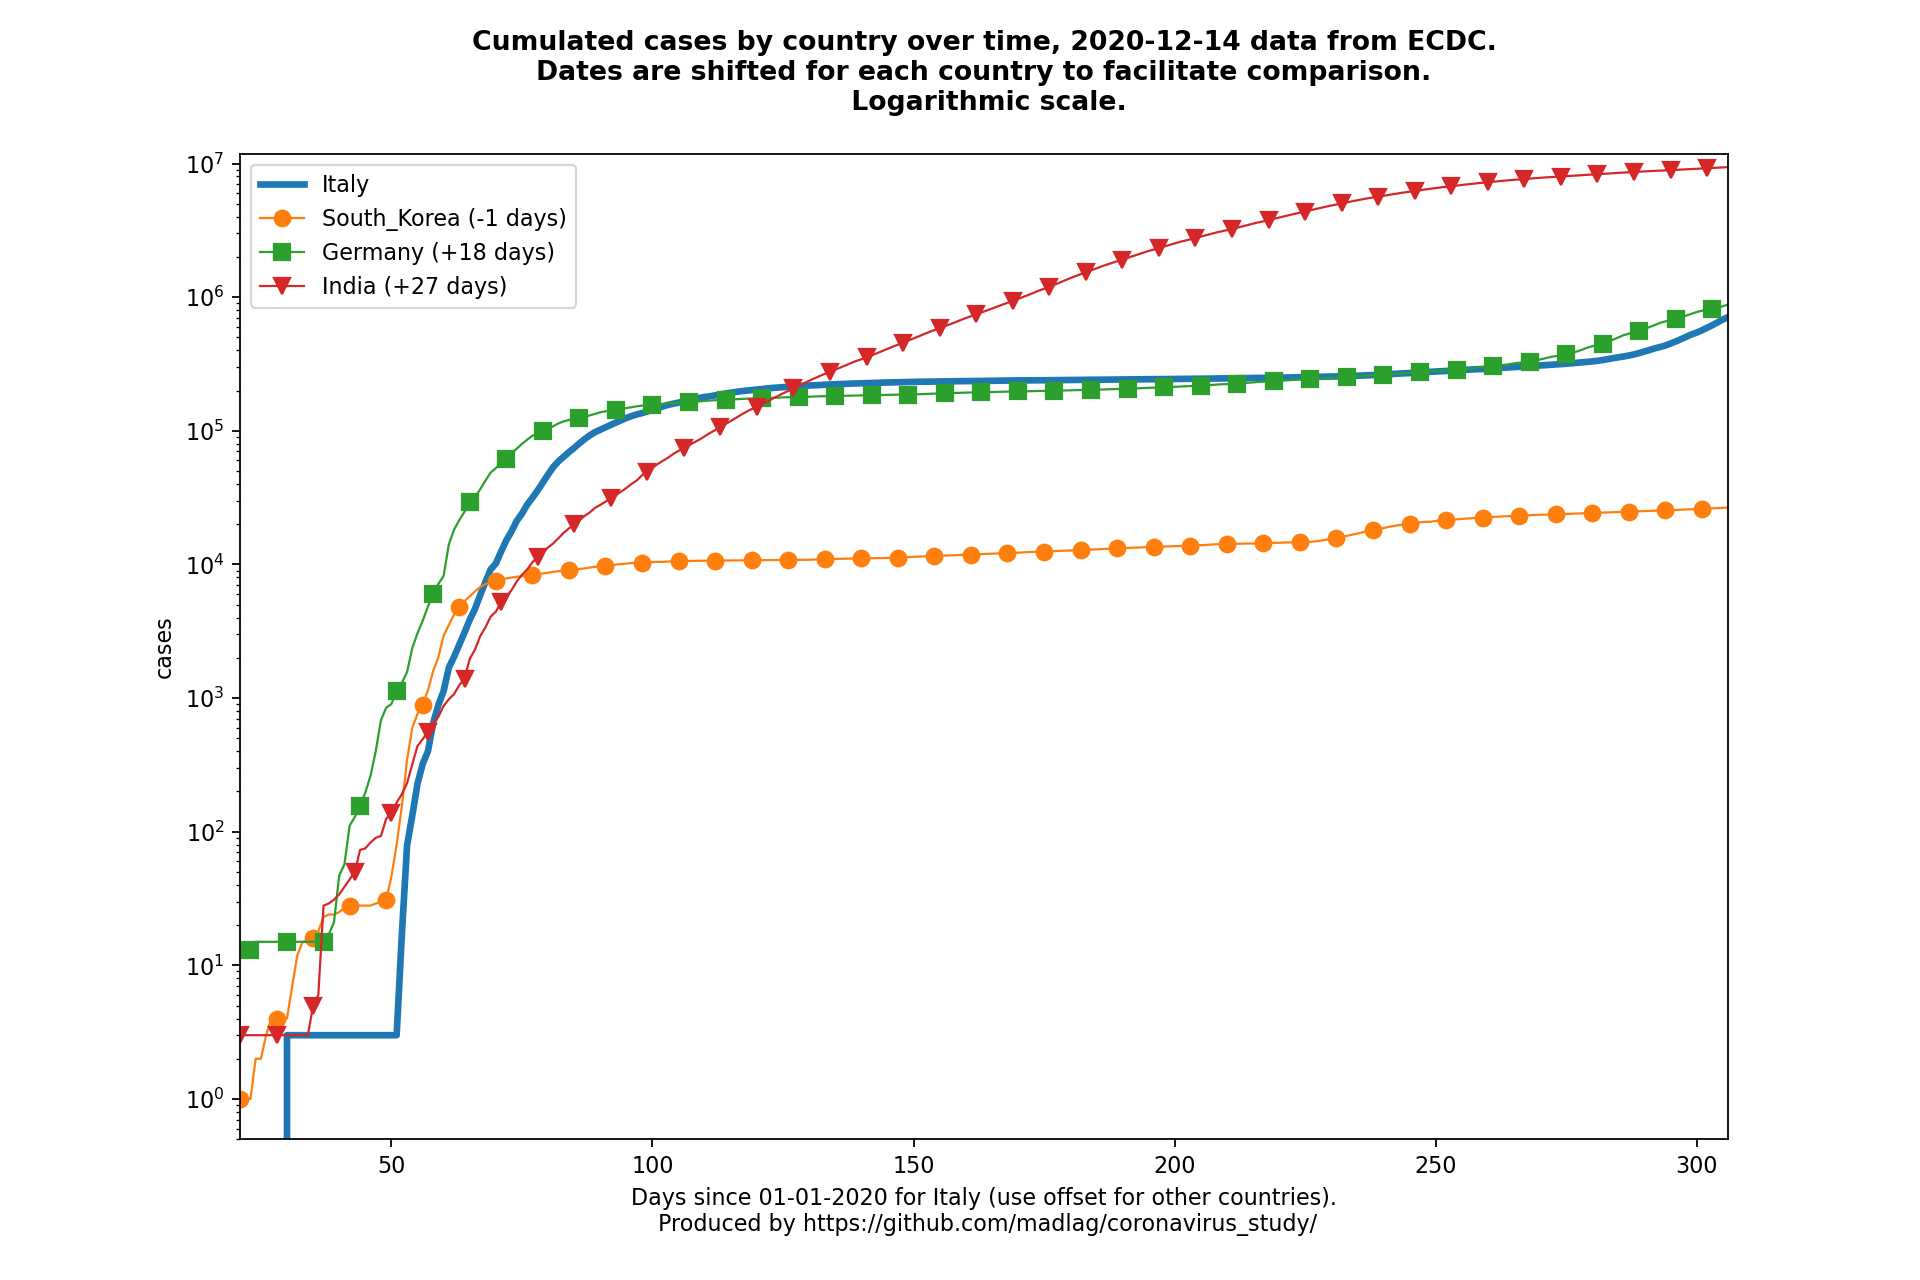 Cumulated cases by country over time, 2020-12-14 data from ECDC.
Dates are shifted for each country to facilitate comparison.
Logarithmic scale.
10^7
10^6
10^5
10^4
10^3
10^2
10^1
10^0
cases
Italy
South_Korea (-1 days)
Germany (+18 days)
India (+27 days)
50 100 150 200 250 300
Days since 01-01-2020 for Italy (use offset for other countries).
Produced by https://github.com/madlag/coronavirus_study/